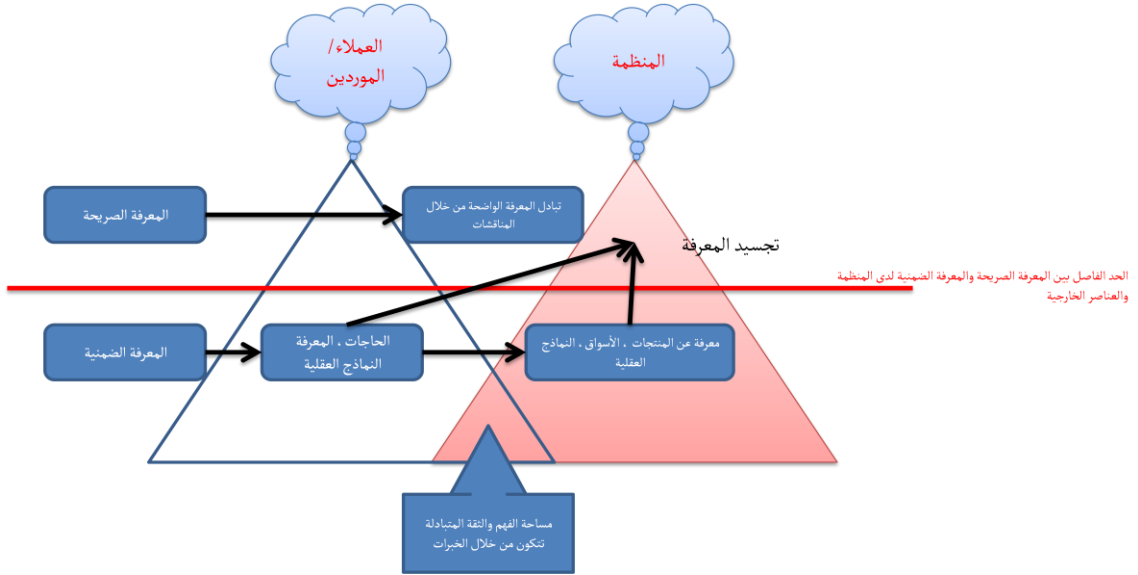 العملاء/
الموردين
المنظمة
المعرفة الصريحة
تبادل المعرفة الواضحة من خلال
المناقشات
تجسيد المعرفة
الحد الفاصل بين المعرفة الصريحة والمعرفة الضمنية لدى المنظمة
والعناصر الخارجية
المعرفة الضمنية
الحاجات ، المعرفة
النماذج العقلية
معرفة عن المنتجات ، الأسواق ، النماذج
العقلية
مساحة الفهم والثقة المتبادلة
تتكون من خلال الخبرات